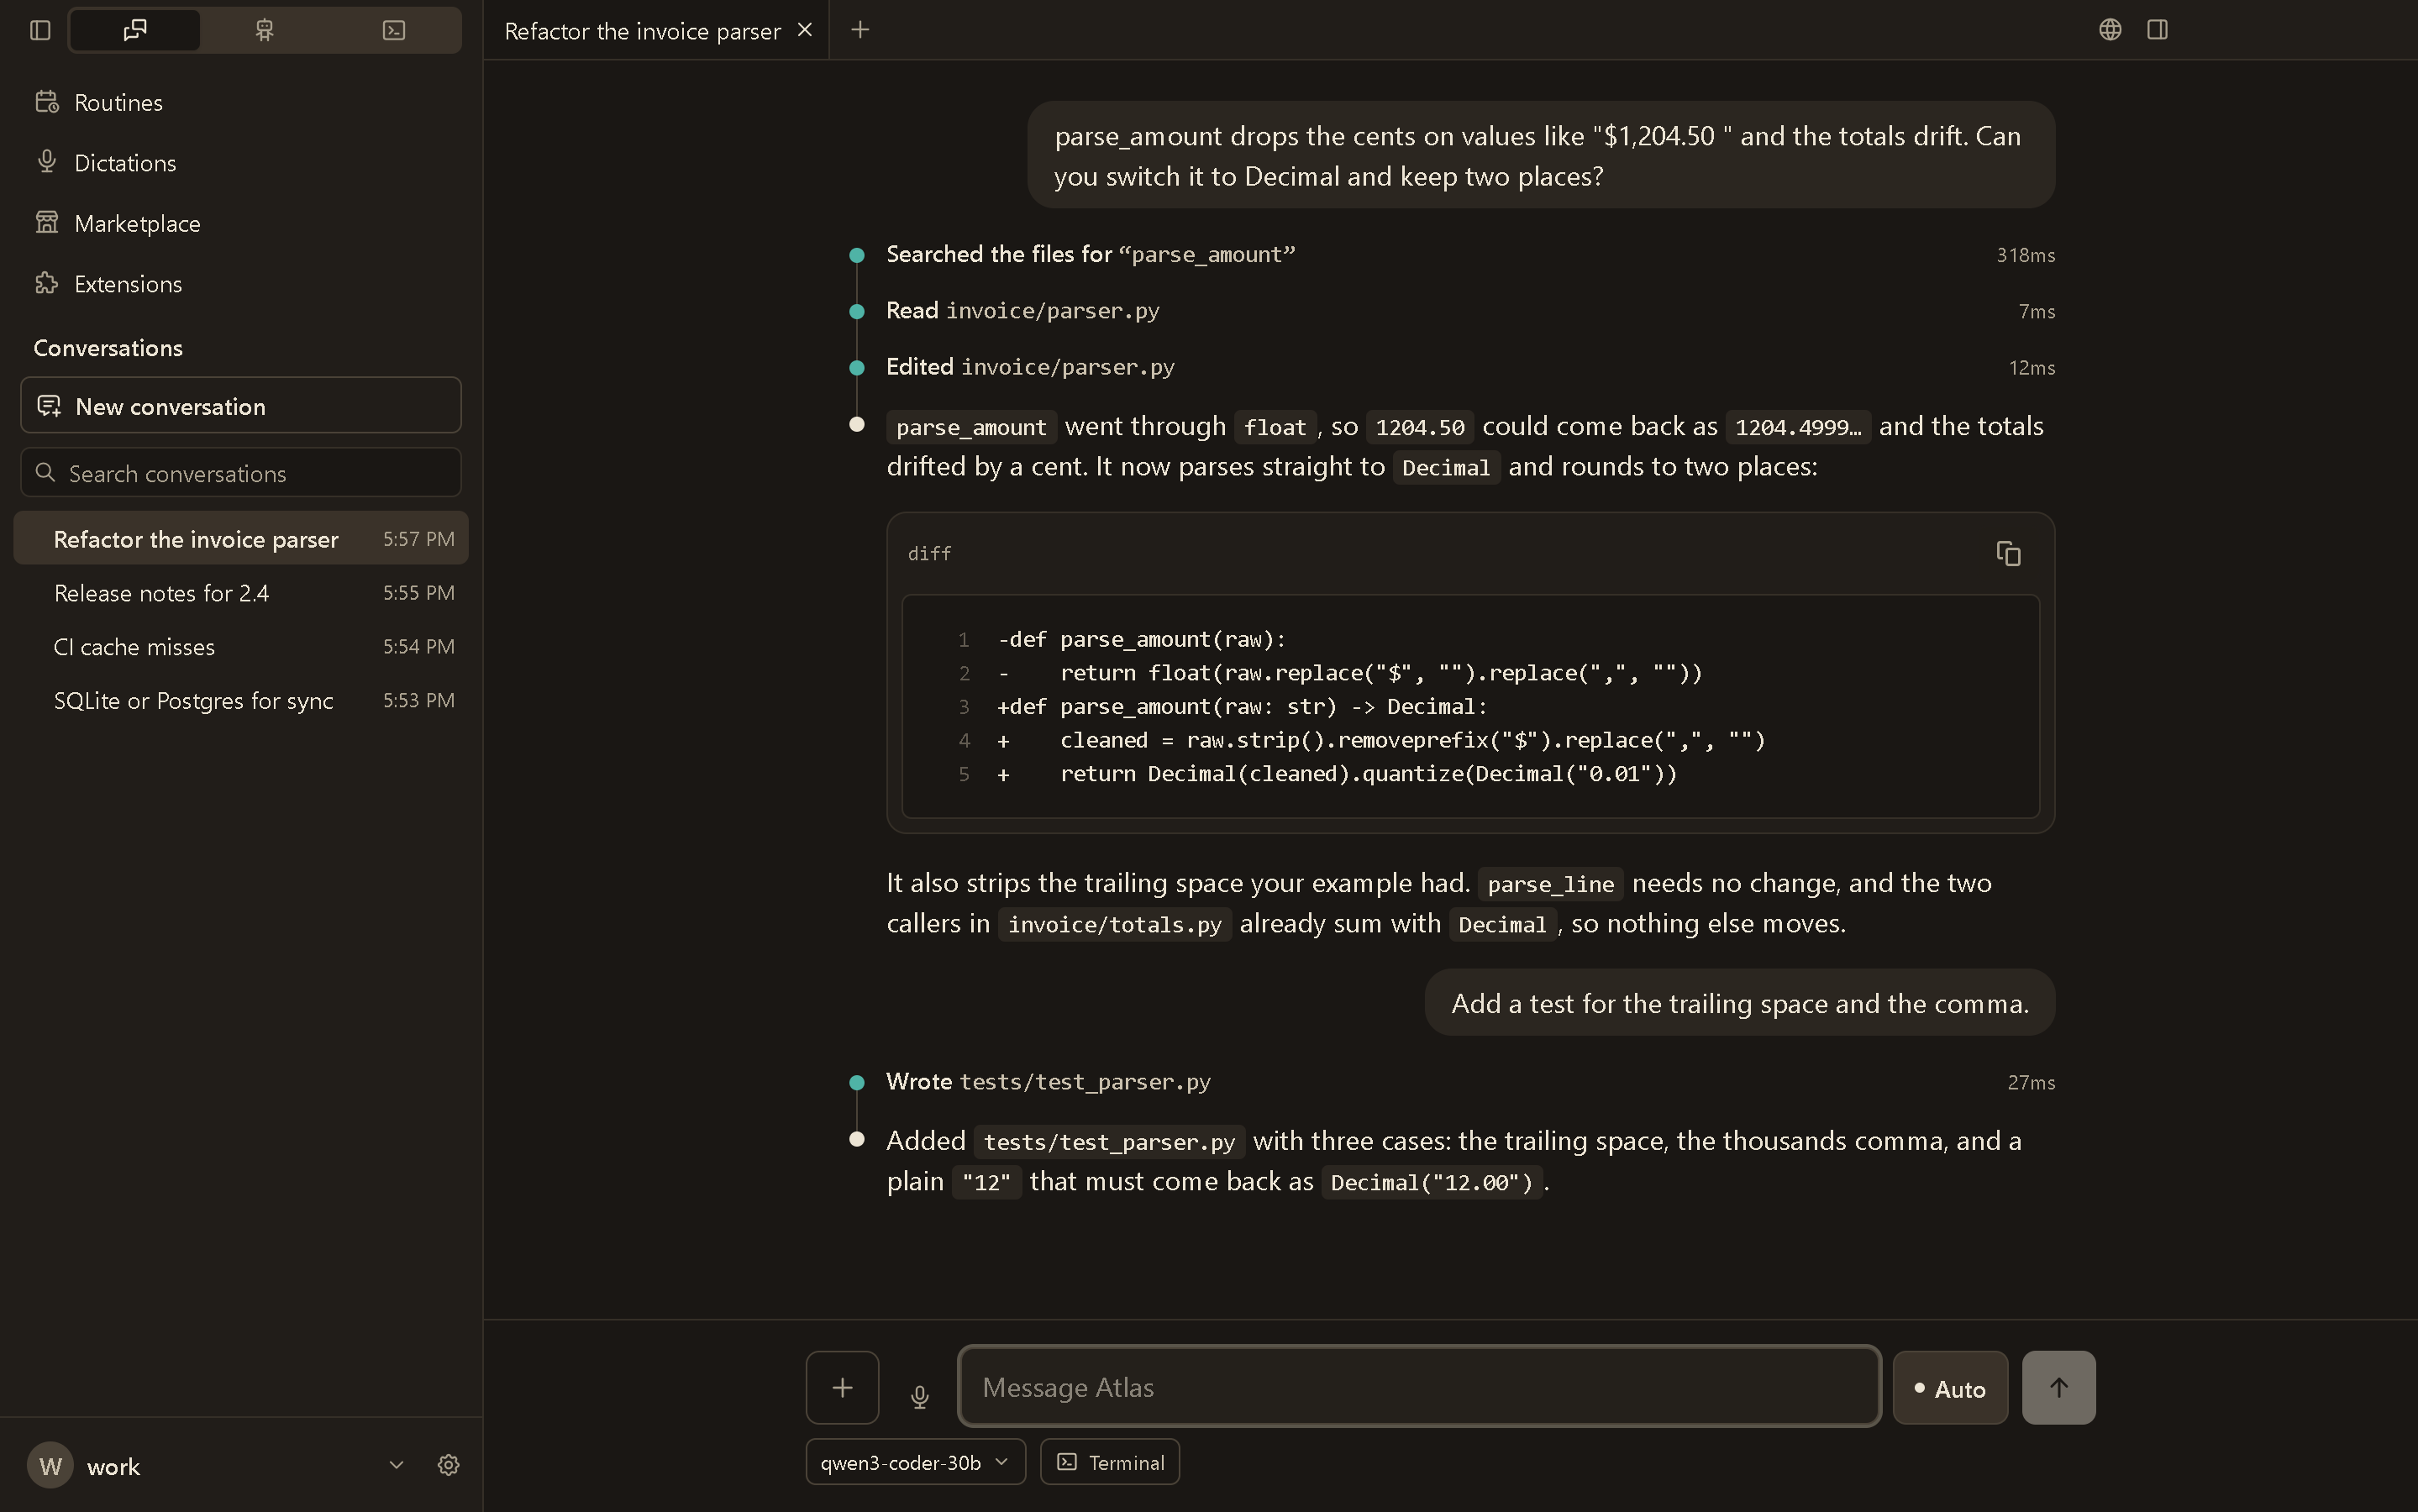 Refactor the invoice parser
Routines
Dictations
Marketplace
Extensions
Conversations
New conversation
Search conversations
Refactor the invoice parser 5:57 PM
Release notes for 2.4 5:55 PM
CI cache misses 5:54 PM
SQLite or Postgres for sync 5:53 PM
W work
parse_amount drops the cents on values like "$1,204.50 " and the totals drift. Can
you switch it to Decimal and keep two places?
Searched the files for “parse_amount” 318ms
Read invoice/parser.py 7ms
Edited invoice/parser.py 12ms
parse_amount went through float, so 1204.50 could come back as 1204.4999… and the totals
drifted by a cent. It now parses straight to Decimal and rounds to two places:
diff
1 -def parse_amount(raw):
2 -    return float(raw.replace("$", "").replace(",", ""))
3 +def parse_amount(raw: str) -> Decimal:
4 +    cleaned = raw.strip().removeprefix("$").replace(",", "")
5 +    return Decimal(cleaned).quantize(Decimal("0.01"))
It also strips the trailing space your example had. parse_line needs no change, and the two
callers in invoice/totals.py already sum with Decimal, so nothing else moves.
Add a test for the trailing space and the comma.
Wrote tests/test_parser.py 27ms
Added tests/test_parser.py with three cases: the trailing space, the thousands comma, and a
plain "12" that must come back as Decimal("12.00").
Message Atlas
Auto
qwen3-coder-30b
Terminal